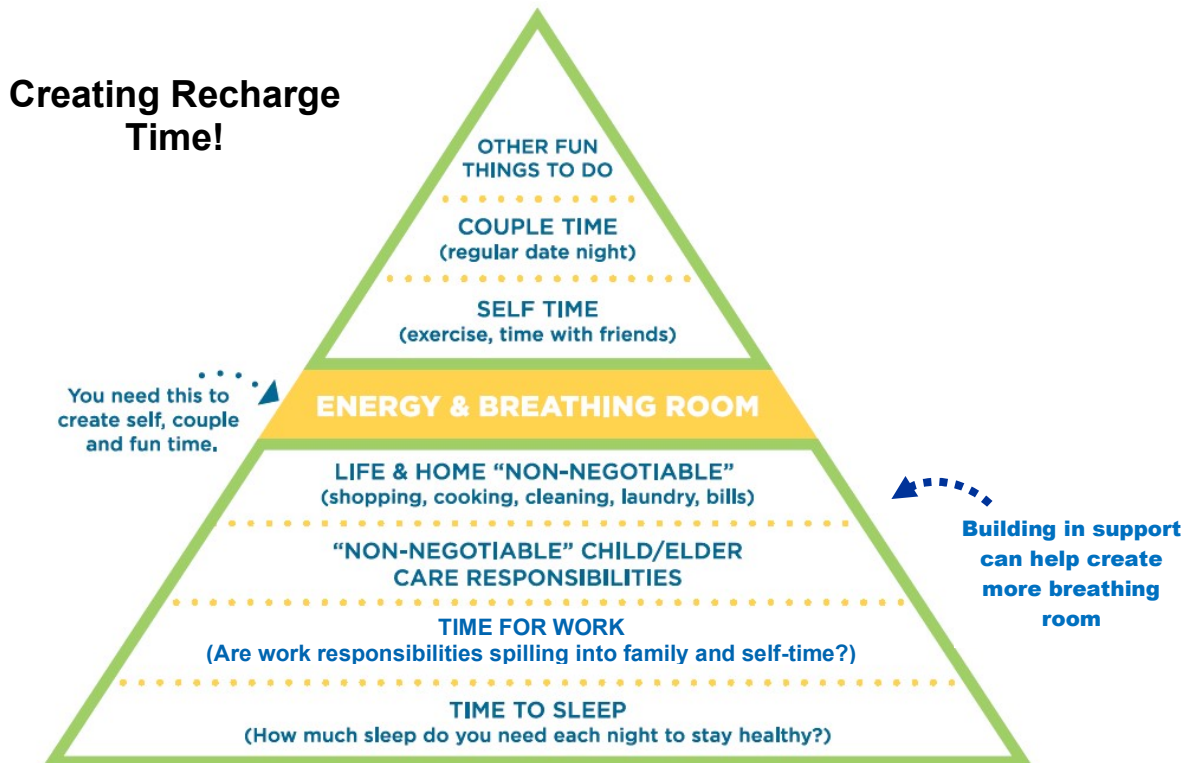 Creating Recharge
Time!
OTHER FUN
THINGS TO DO
COUPLE TIME
(regular date night)
SELF TIME
(exercise, time with friends)
You need this to
create self, couple
and fun time.
ENERGY & BREATHING ROOM
LIFE & HOME “NON-NEGOTIABLE”
(shopping, cooking, cleaning, laundry, bills)
Building in support
can help create
more breathing
room
“NON-NEGOTIABLE” CHILD/ELDER
CARE RESPONSIBILITIES
TIME FOR WORK
(Are work responsibilities spilling into family and self-time?)
TIME TO SLEEP
(How much sleep do you need each night to stay healthy?)